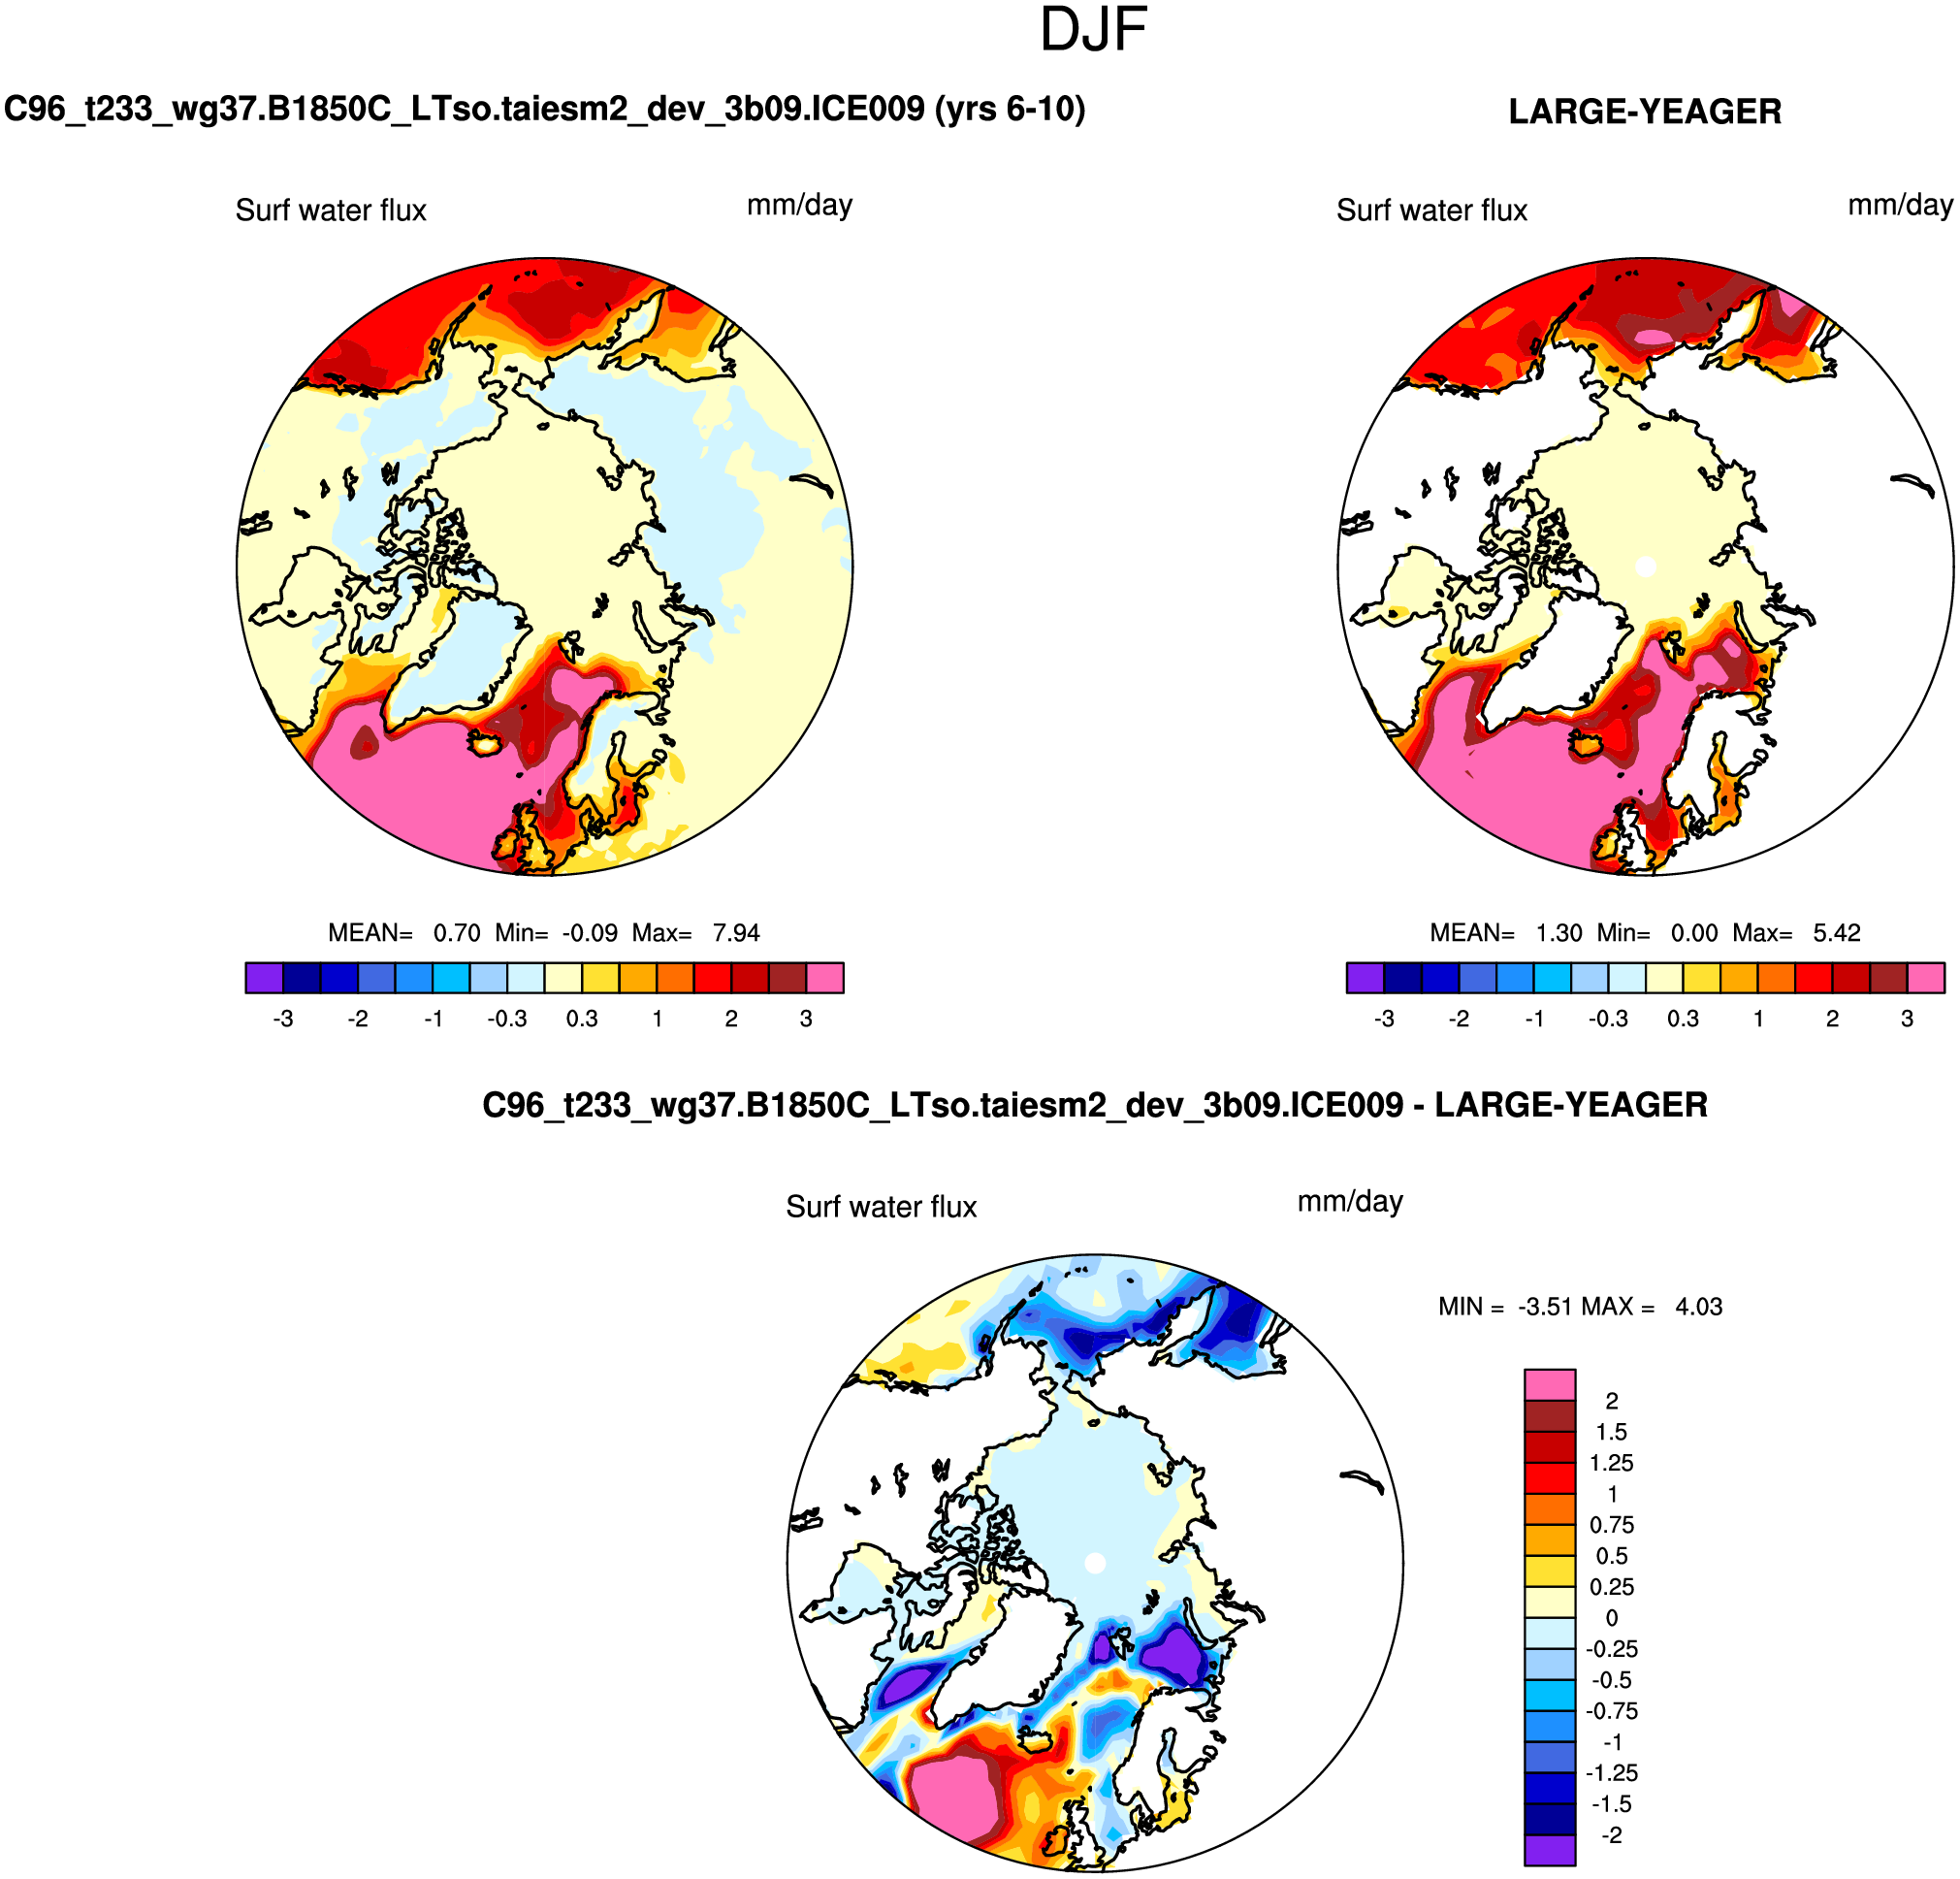 DJF
C96_t233_wg37.B1850C_LTso.taiesm2_dev_3b09.ICE009 (yrs 6-10)
LARGE-YEAGER
Surf water flux mm/day
Surf water flux mm/day
MEAN= 0.70 Min= -0.09 Max= 7.94
-3 -2 -1 -0.3 0.3 1 2 3
MEAN= 1.30 Min= 0.00 Max= 5.42
-3 -2 -1 -0.3 0.3 1 2 3
C96_t233_wg37.B1850C_LTso.taiesm2_dev_3b09.ICE009 - LARGE-YEAGER
Surf water flux mm/day
MIN = -3.51 MAX = 4.03
2
1.5
1.25
1
0.75
0.5
0.25
0
-0.25
-0.5
-0.75
-1
-1.25
-1.5
-2